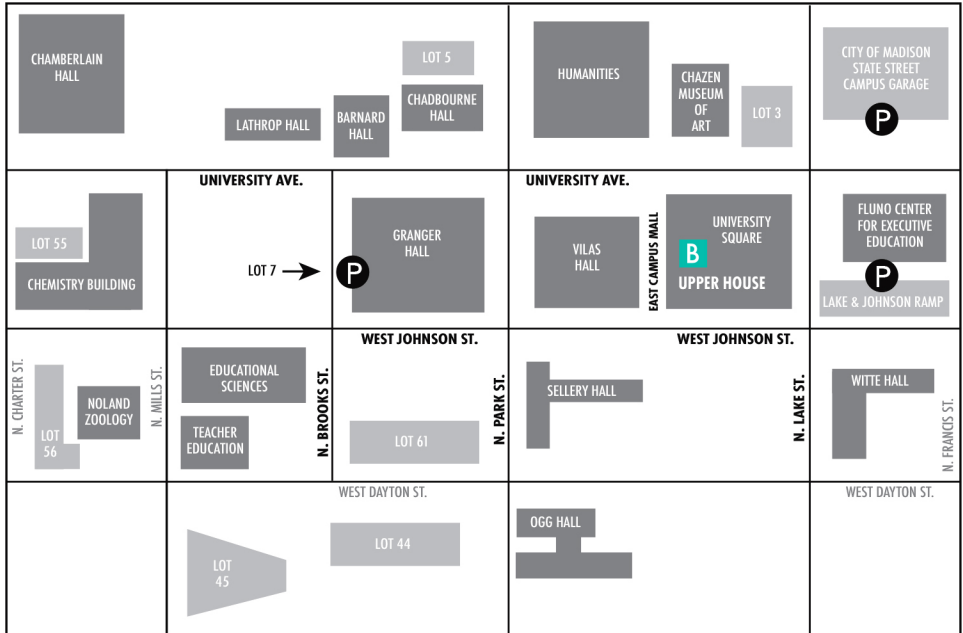 CHAMBERLAIN
HALL
LATHROP HALL
BARNARD
HALL
LOT 5
CHADBOURNE
HALL
HUMANITIES
CHAZEN
MUSEUM
OF
ART
LOT 3
CITY OF MADISON
STATE STREET
CAMPUS GARAGE
P
UNIVERSITY AVE.
UNIVERSITY AVE.
LOT 55
CHEMISTRY BUILDING
LOT 7
P
GRANGER
HALL
VILAS
HALL
EAST CAMPUS MALL
UNIVERSITY
SQUARE
B
UPPER HOUSE
FLUNO CENTER
FOR EXECUTIVE
EDUCATION
P
LAKE & JOHNSON RAMP
WEST JOHNSON ST.
WEST JOHNSON ST.
N. CHARTER ST.
LOT
56
NOLAND
ZOOLOGY
N. MILLS ST.
EDUCATIONAL
SCIENCES
TEACHER
EDUCATION
N. BROOKS ST.
LOT 61
N. PARK ST.
SELLERY HALL
N. LAKE ST.
WITTE HALL
N. FRANCIS ST.
WEST DAYTON ST.
WEST DAYTON ST.
LOT
45
LOT 44
OGG HALL